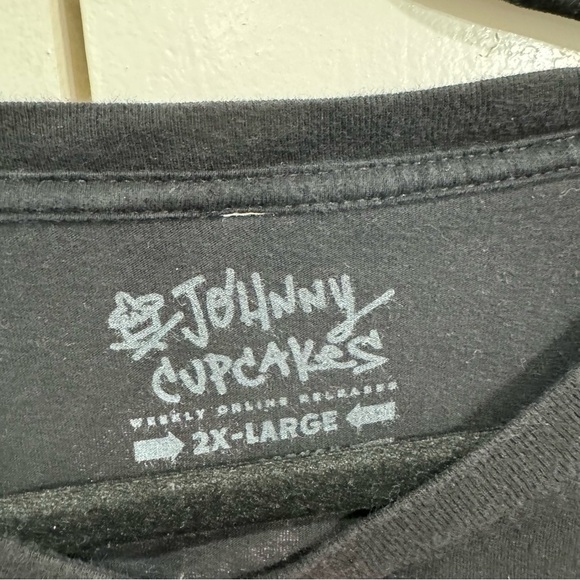 JOHNNY
CUPCAKES
WEEKLY ONLINE RELEASES
2X-LARGE